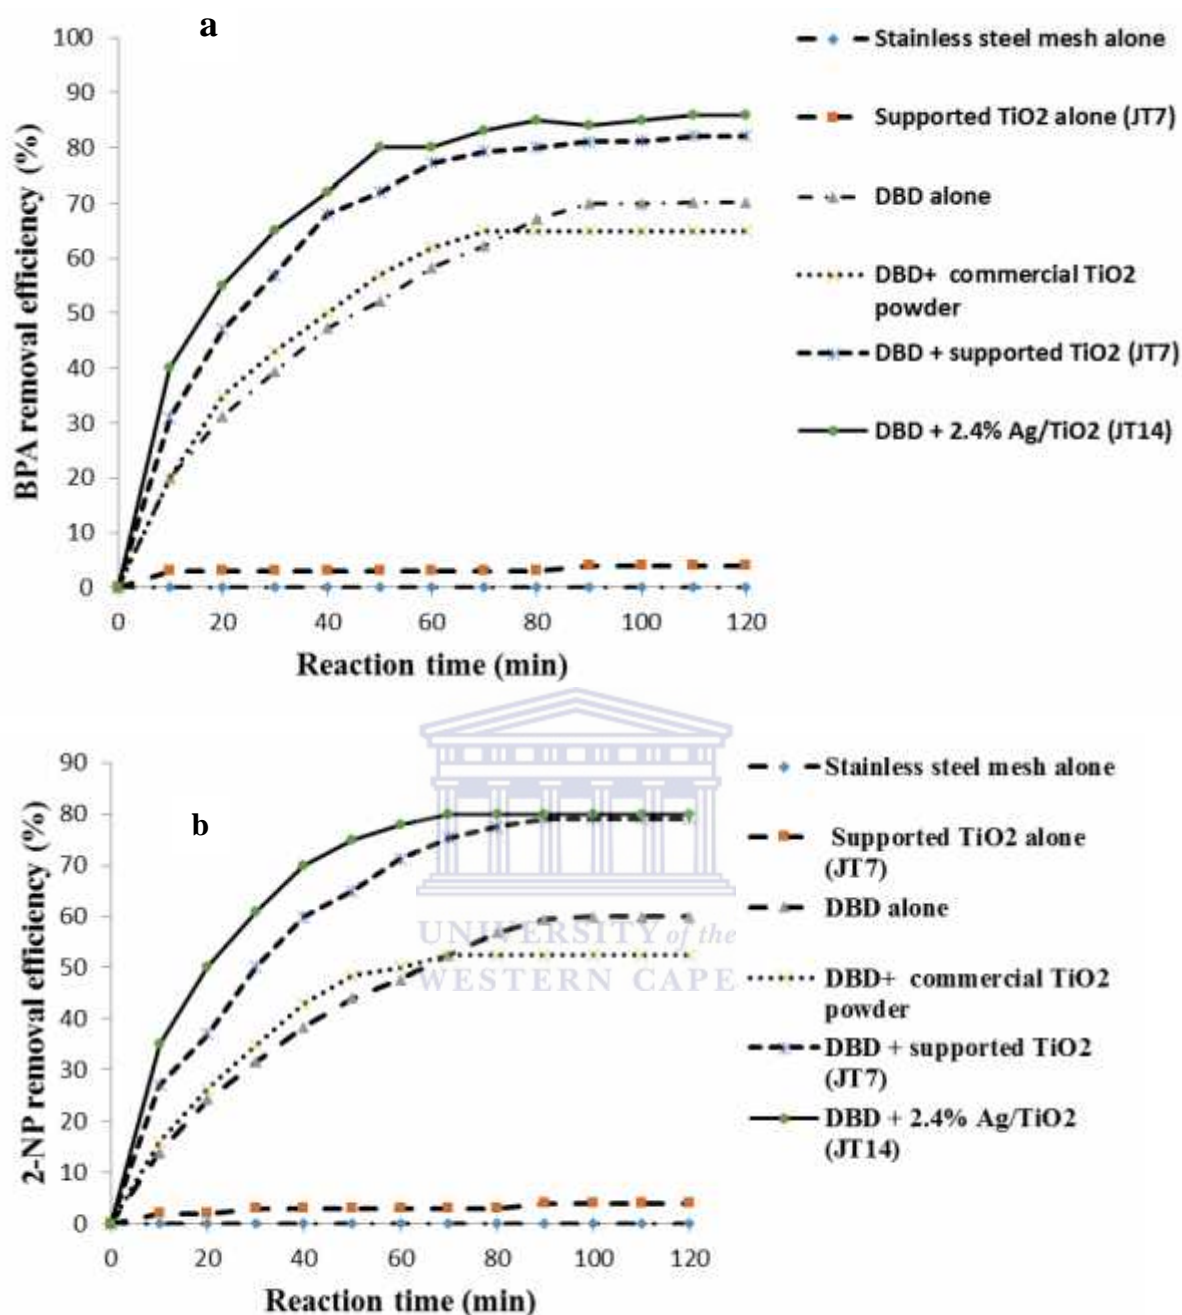 a
BPA removal efficiency (%)
100
90
80
70
60
50
40
30
20
10
0
0 20 40 60 80 100 120
Reaction time (min)
Stainless steel mesh alone
Supported TiO2 alone (JT7)
DBD alone
DBD+ commercial TiO2
powder
DBD + supported TiO2 (JT7)
DBD + 2.4% Ag/TiO2 (JT14)
b
2-NP removal efficiency (%)
90
80
70
60
50
40
30
20
10
0
0 20 40 60 80 100 120
Reaction time (min)
Stainless steel mesh alone
Supported TiO2 alone
(JT7)
DBD alone
DBD+ commercial TiO2
powder
DBD + supported TiO2
(JT7)
DBD + 2.4% Ag/TiO2
(JT14)
UNIVERSITY of the
WESTERN CAPE